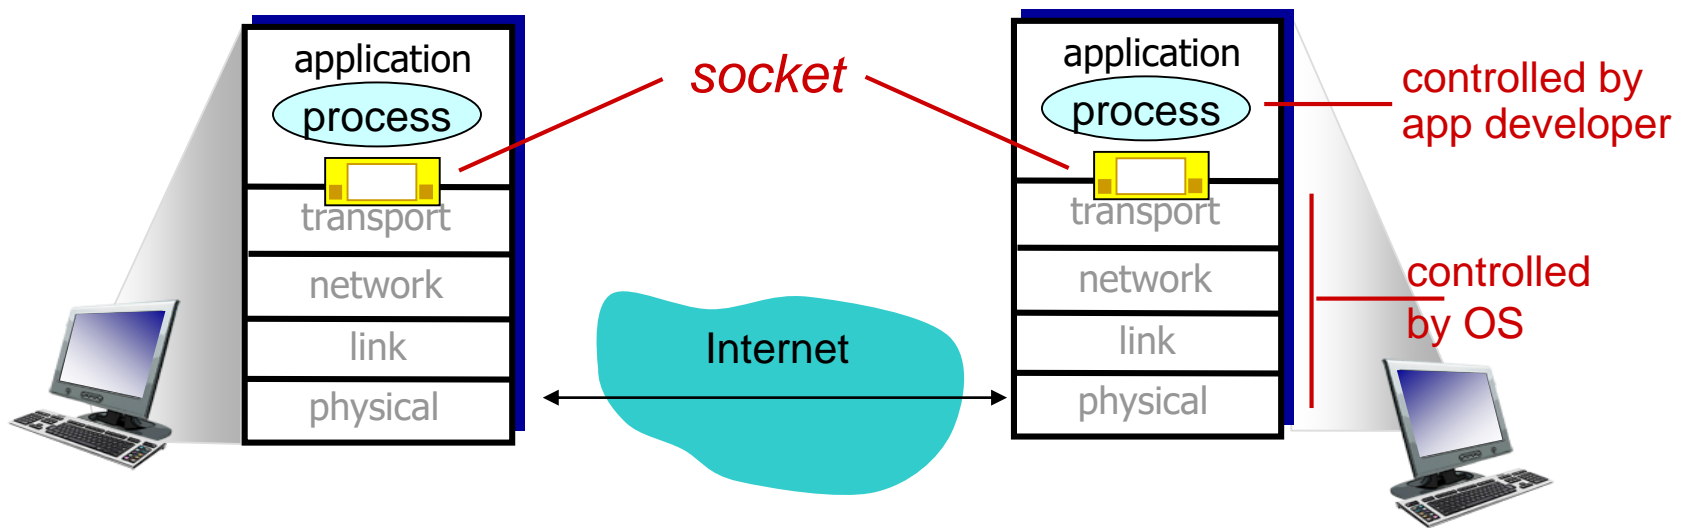 application
process
transport
network
link
physical
socket
Internet
application
process
transport
network
link
physical
controlled by
app developer
controlled
by OS